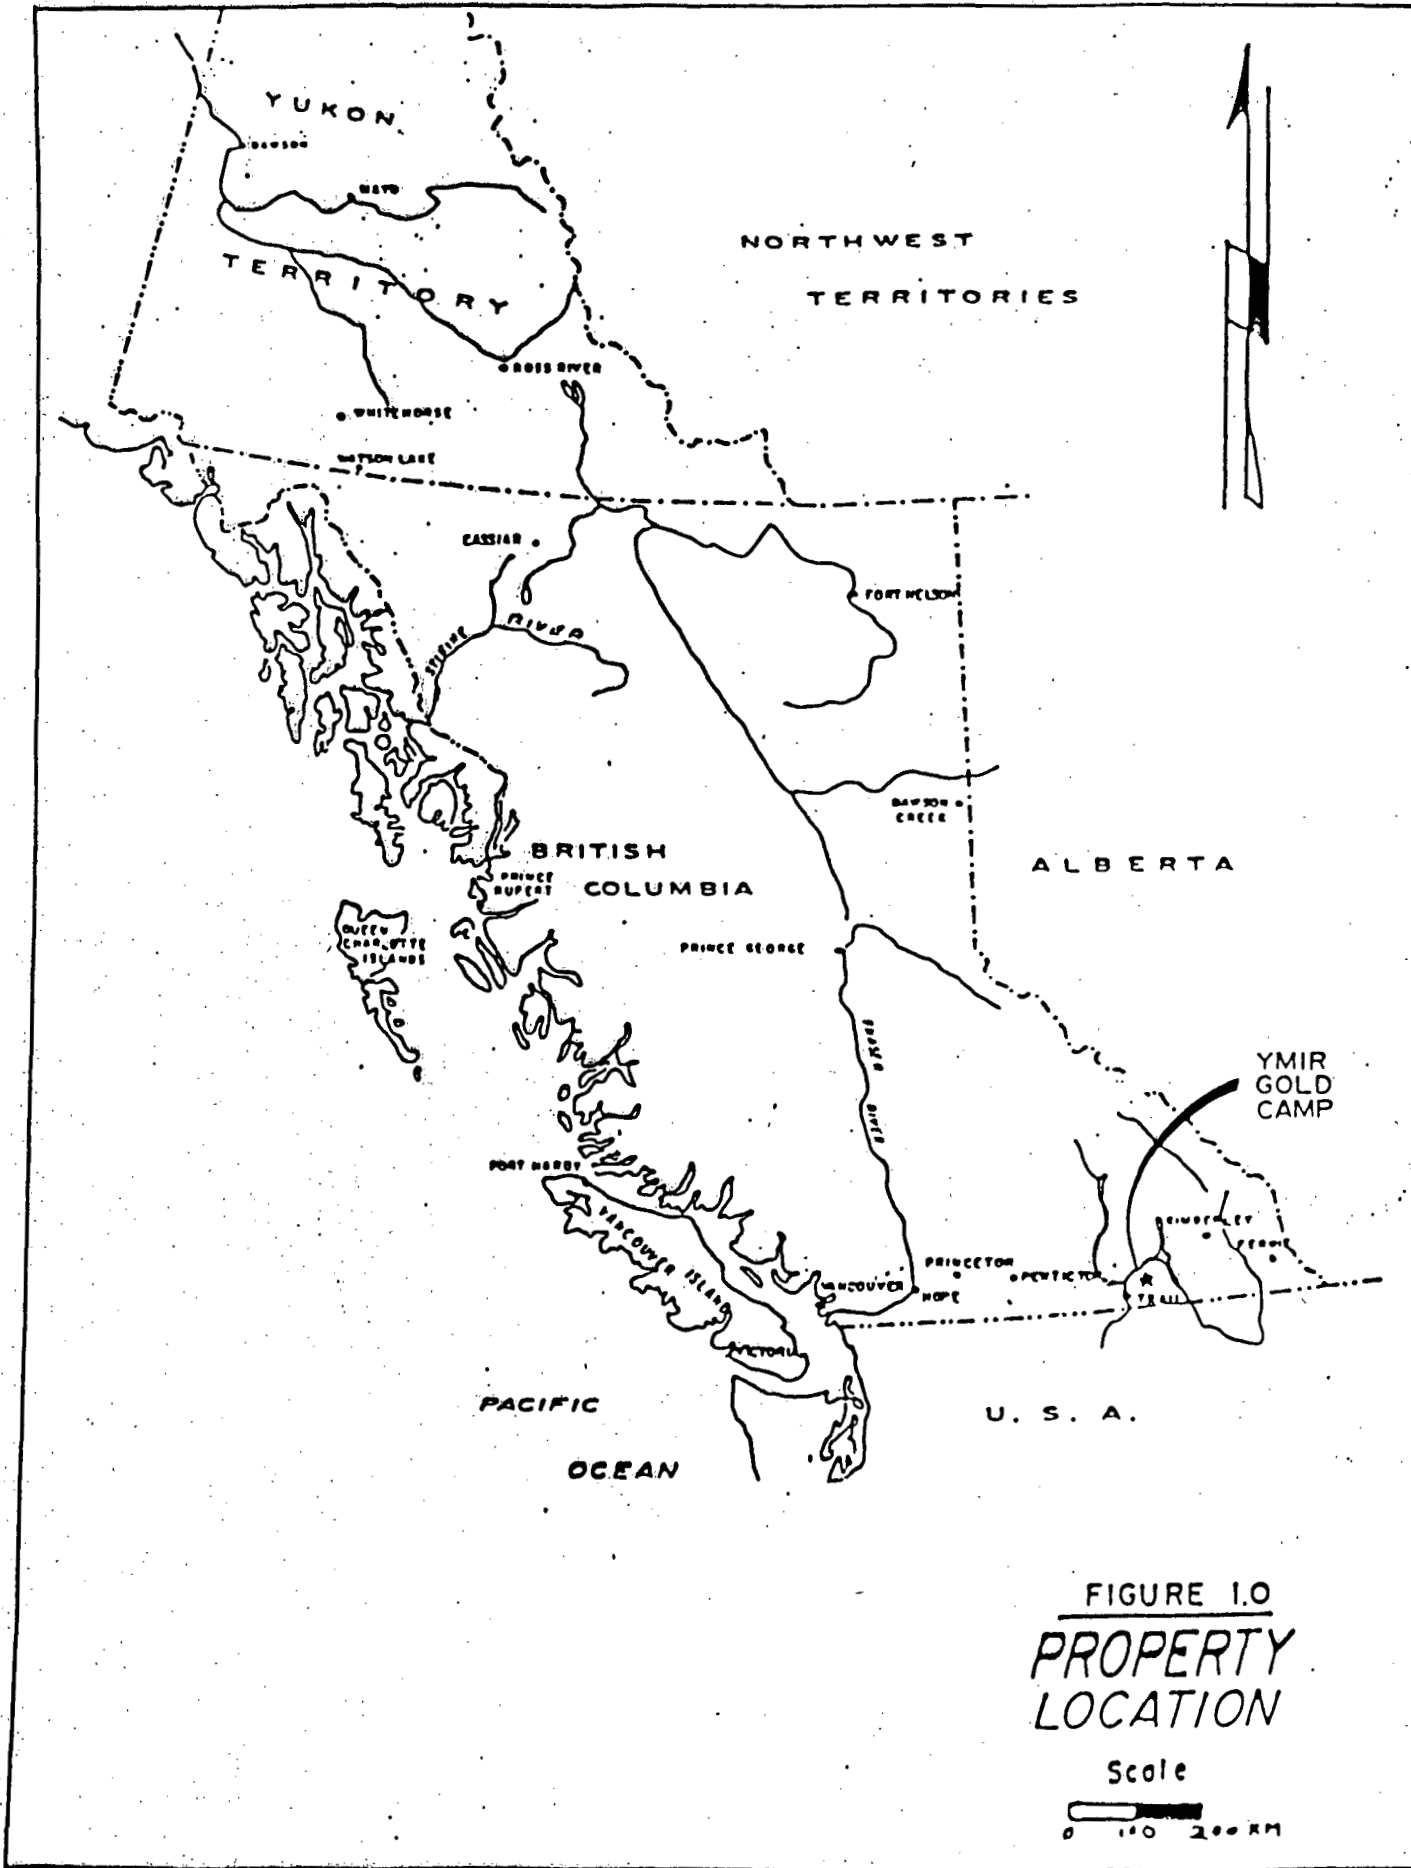 YUKON
DAWSON
MAYO
NORTHWEST
TERRITORIES
TERRITORY
ROSS RIVER
WHITEHORSE
WATSON LAKE
CASSIAR
FORT NELSON
STIKINE RIVER
DAWSON
CREEK
BRITISH
COLUMBIA
ALBERTA
PRINCE
RUPERT
QUEEN
CHARLOTTE
ISLANDS
PRINCE GEORGE
FRASER RIVER
YMIR
GOLD
CAMP
PORT HARDY
VANCOUVER ISLAND
KIMBERLEY
FERNIE
PRINCETON
PENTICTON
VANCOUVER
HOPE
TRAIL
VICTORIA
PACIFIC
OCEAN
U. S. A.
FIGURE 1.0
PROPERTY
LOCATION
Scale
0 100 200 KM